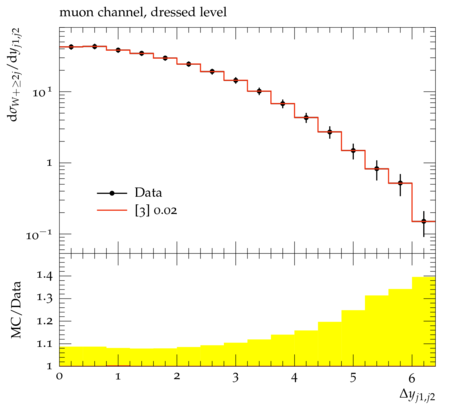 muon channel, dressed level
dσ_{W+≥2j}/dy_{j1,j2}
10^1
1
10^{-1}
Data
[3] 0.02
MC/Data
1.4
1.3
1.2
1.1
1
0 1 2 3 4 5 6
Δy_{j1,j2}